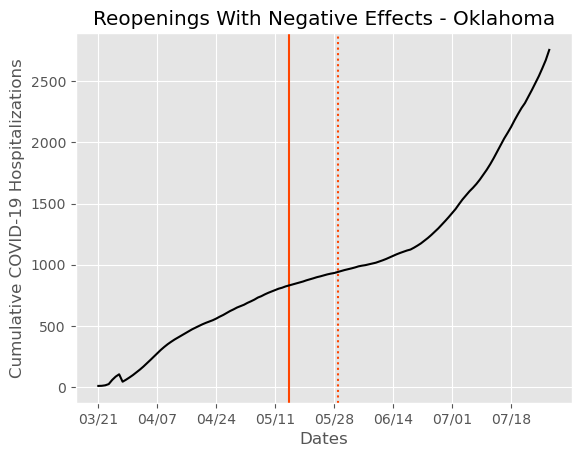 Reopenings With Negative Effects - Oklahoma
Cumulative COVID-19 Hospitalizations
2500
2000
1500
1000
500
0
03/21 04/07 04/24 05/11 05/28 06/14 07/01 07/18
Dates